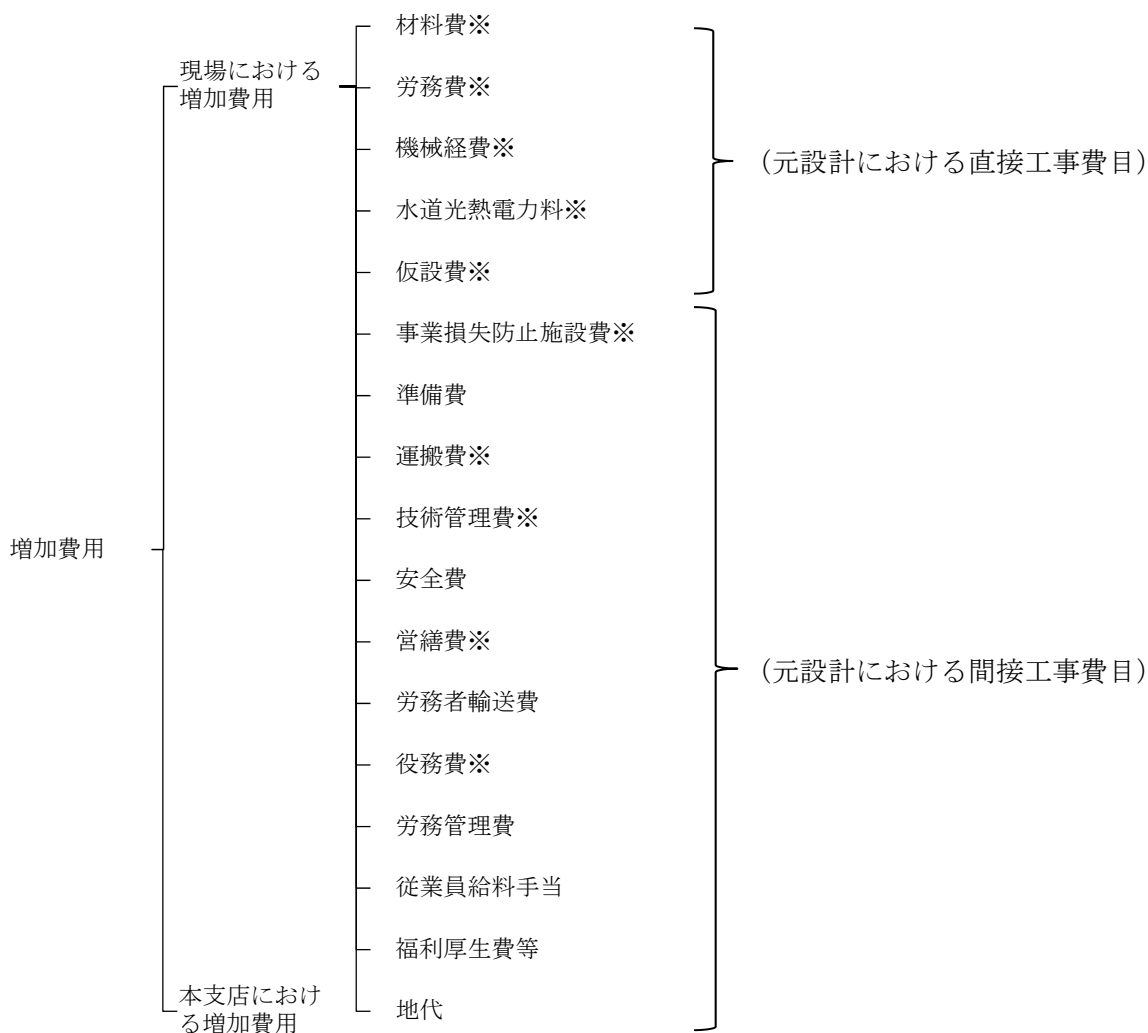 材料費※
現場における
増加費用
労務費※
機械経費※
(元設計における直接工事費目)
水道光熱電力料※
仮設費※
事業損失防止施設費※
準備費
運搬費※
技術管理費※
増加費用
安全費
営繕費※
(元設計における間接工事費目)
労務者輸送費
役務費※
労務管理費
従業員給料手当
福利厚生費等
本支店におけ
る増加費用
地代